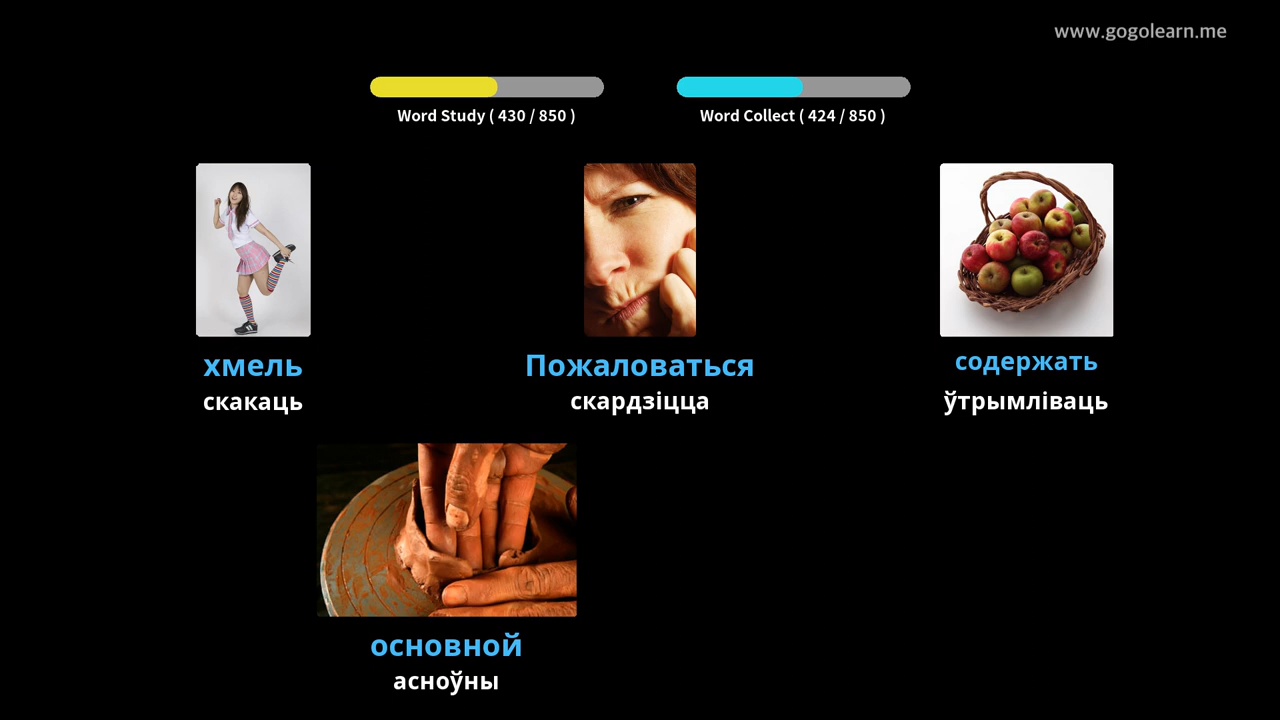 www.gogolearn.me
Word Study ( 430 / 850 )
Word Collect ( 424 / 850 )
хмель
скакаць
Пожаловаться
скардзіцца
содержать
ўтрымліваць
основной
асноўны